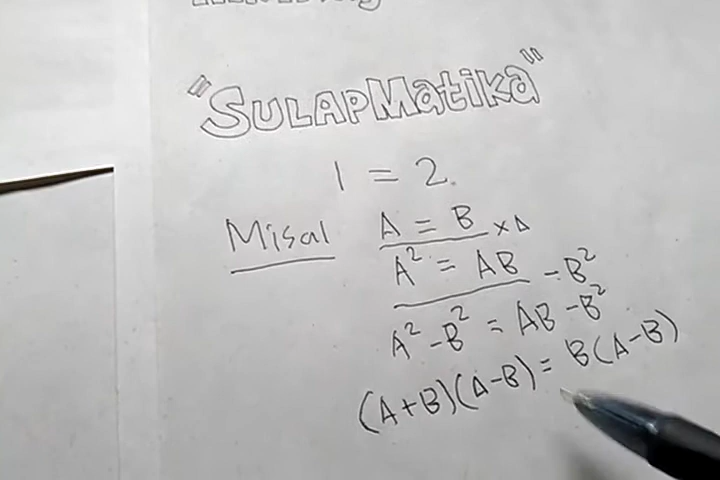 "SULAPMatika"
1 = 2.
Misal A = B ×A
A² = AB - B²
A² - B² = AB - B²
(A+B)(A-B) = B(A-B)